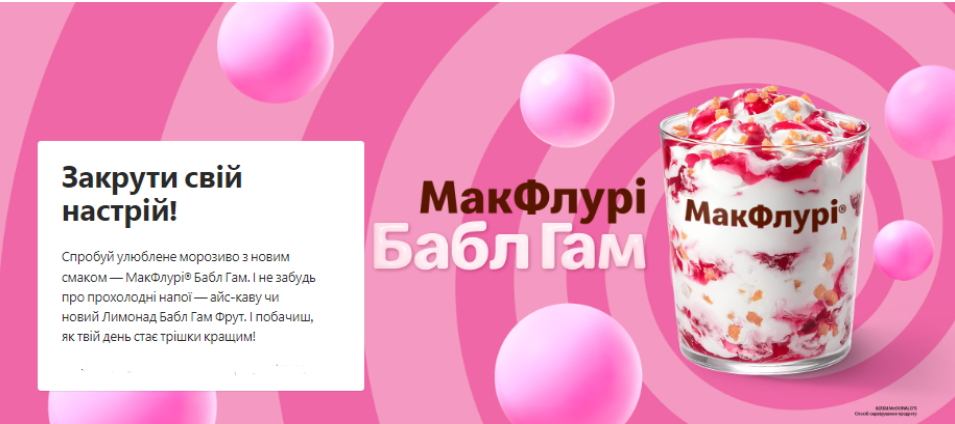 Закрути свій
настрій!
Спробуй улюблене морозиво з новим
смаком — МакФлурі® Бабл Гам. І не забудь
про прохолодні напої — айс-каву чи
новий Лимонад Бабл Гам Фрут. І побачиш,
як твій день стає трішки кращим!
МакФлурі
Бабл Гам
МакФлурі®